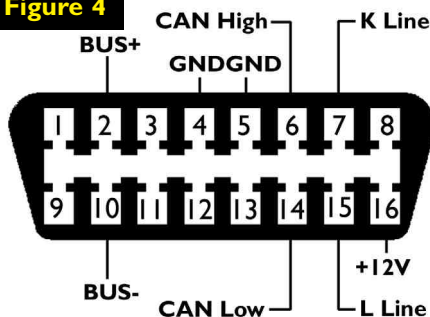 Figure 4
CAN High
K Line
BUS+
GNDGND
1 2 3 4 5 6 7 8
9 10 11 12 13 14 15 16
+12V
BUS-
CAN Low
L Line